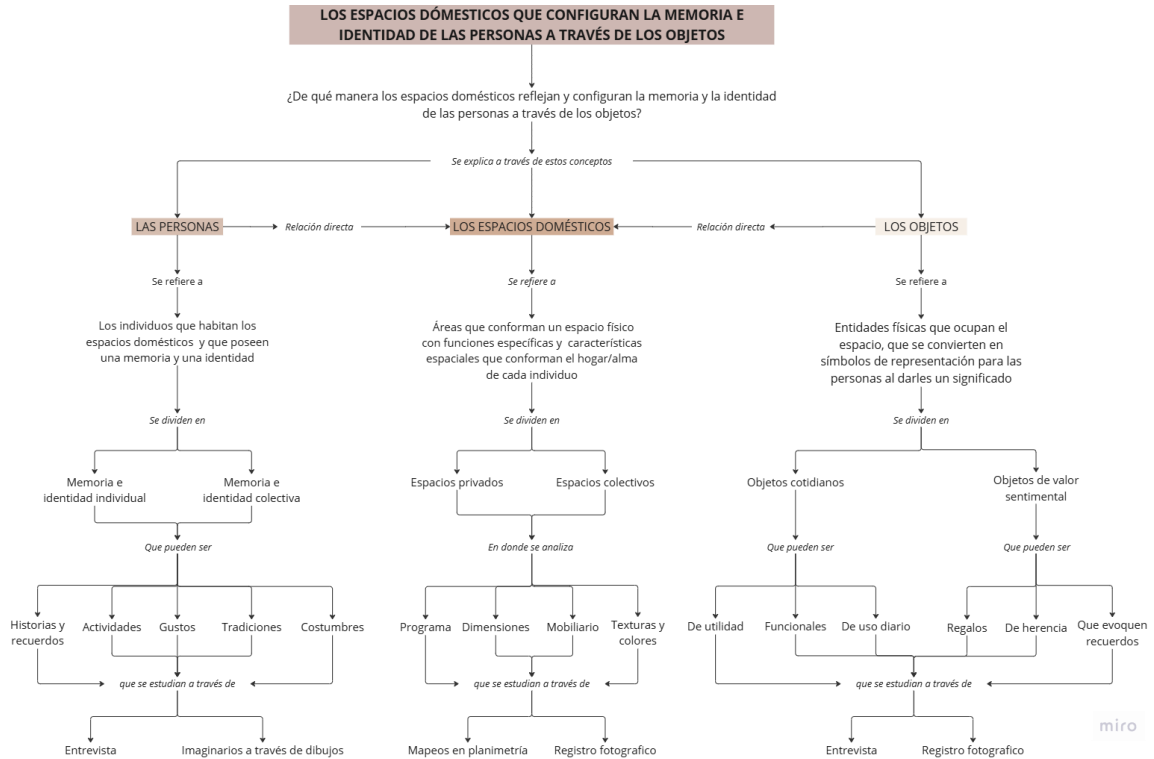 LOS ESPACIOS DÓMESTICOS QUE CONFIGURAN LA MEMORIA E
IDENTIDAD DE LAS PERSONAS A TRAVÉS DE LOS OBJETOS
¿De qué manera los espacios domésticos reflejan y configuran la memoria y la identidad
de las personas a través de los objetos?
Se explica a través de estos conceptos
LAS PERSONAS
Relación directa
LOS ESPACIOS DOMÉSTICOS
Relación directa
LOS OBJETOS
Se refiere a
Se refiere a
Se refiere a
Los individuos que habitan los
espacios domésticos y que poseen
una memoria y una identidad
Áreas que conforman un espacio físico
con funciones específicas y características
espaciales que conforman el hogar/alma
de cada individuo
Entidades físicas que ocupan el
espacio, que se convierten en
símbolos de representación para las
personas al darles un significado
Se dividen en
Se dividen en
Se dividen en
Memoria e
identidad individual
Memoria e
identidad colectiva
Espacios privados
Espacios colectivos
Objetos cotidianos
Objetos de valor
sentimental
Que pueden ser
En donde se analiza
Que pueden ser
Que pueden ser
Historias y
recuerdos
Actividades
Gustos
Tradiciones
Costumbres
Programa
Dimensiones
Mobiliario
Texturas y
colores
De utilidad
Funcionales
De uso diario
Regalos
De herencia
Que evoquen
recuerdos
que se estudian a través de
que se estudian a través de
que se estudian a través de
Entrevista
Imaginarios a través de dibujos
Mapeos en planimetría
Registro fotografico
Entrevista
Registro fotografico
miro